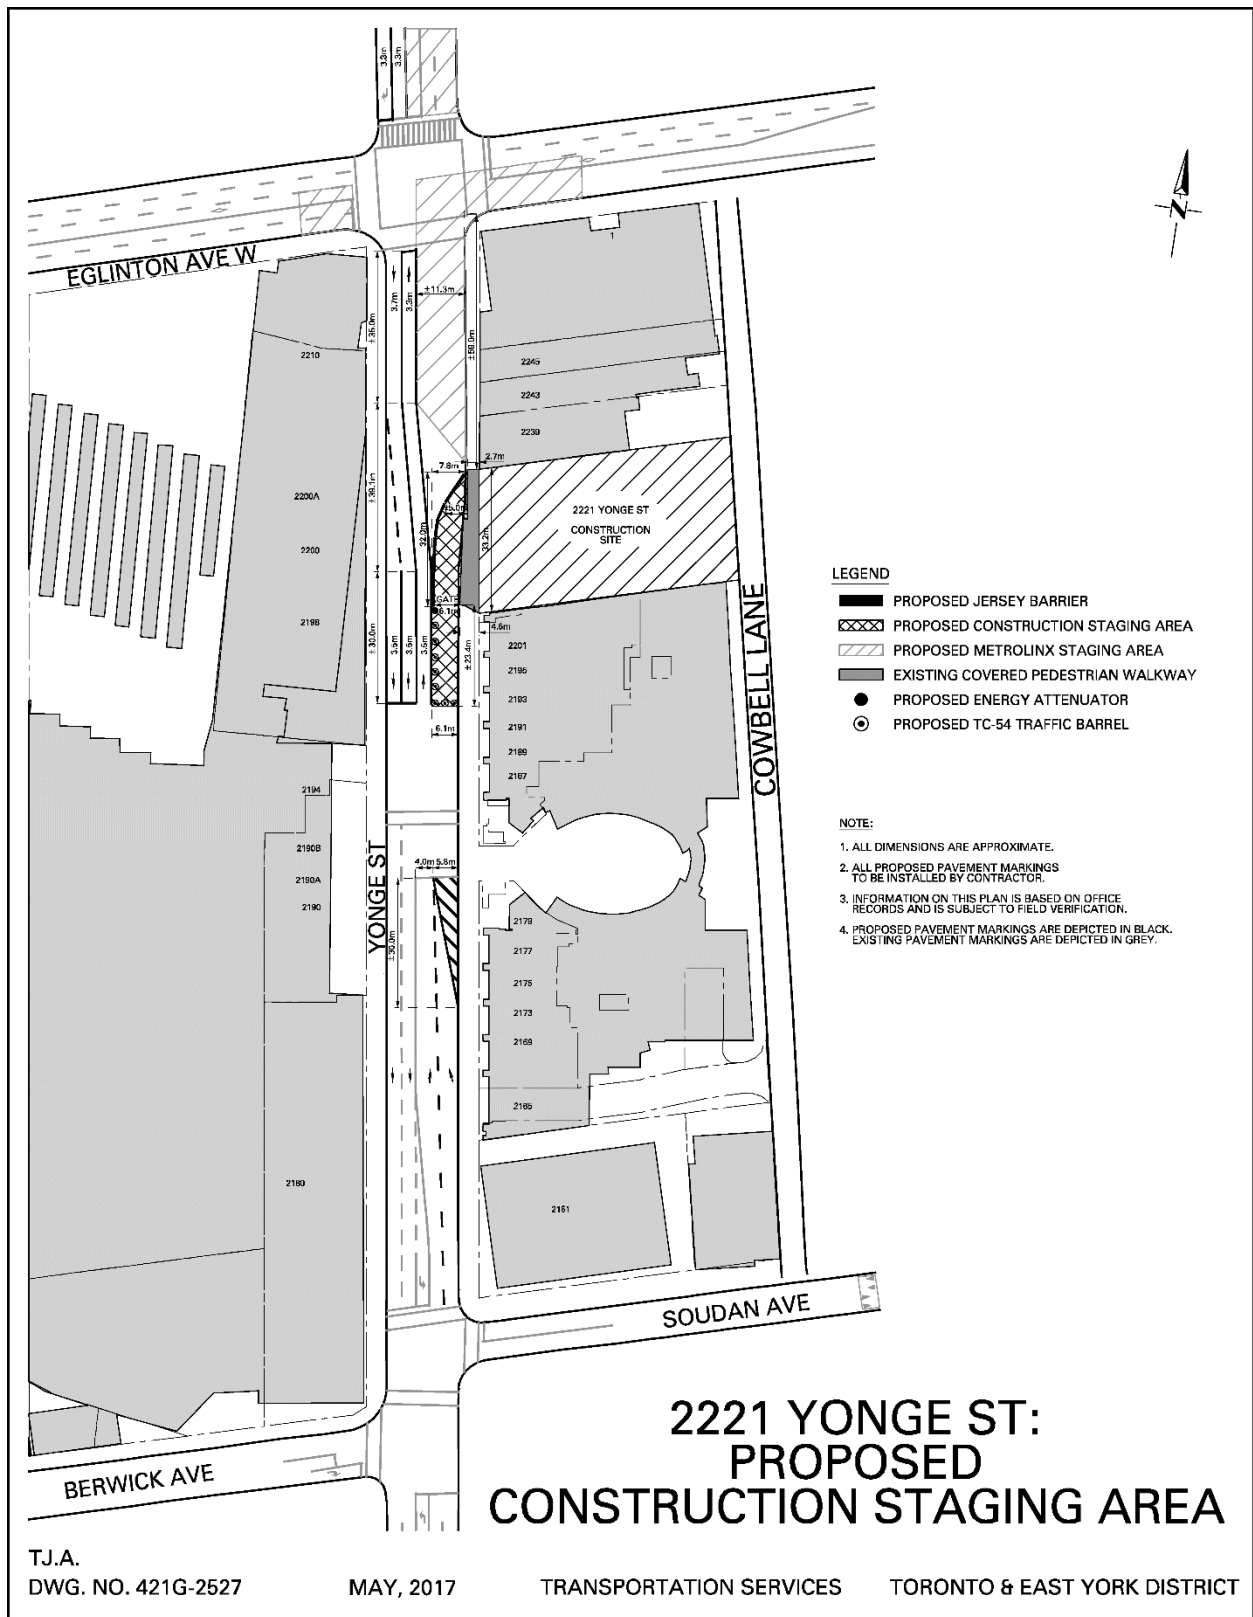 3.3m
3.3m
EGLINTON AVE W
N
1
±11.3m
3.7m
3.3m
±35.0m
±59.0m
2210
2245
2243
2239
2.7m
7.8m
2200A
±39.1m
2221 YONGE ST
CONSTRUCTION
SITE
32.0m
33.2m
2200
LEGEND
PROPOSED JERSEY BARRIER
PROPOSED CONSTRUCTION STAGING AREA
PROPOSED METROLINX STAGING AREA
EXISTING COVERED PEDESTRIAN WALKWAY
PROPOSED ENERGY ATTENUATOR
PROPOSED TC-54 TRAFFIC BARREL
GATE
6.1m
4.6m
2198
±30.0m
3.5m
3.5m
3.5m
±23.4m
2201
2195
2193
2191
2189
2187
6.1m
COWBELL LANE
2194
2190B
2190A
2190
YONGE ST
4.0m
5.8m
±30.0m
NOTE:
1. ALL DIMENSIONS ARE APPROXIMATE.
2. ALL PROPOSED PAVEMENT MARKINGS
TO BE INSTALLED BY CONTRACTOR.
3. INFORMATION ON THIS PLAN IS BASED ON OFFICE
RECORDS AND IS SUBJECT TO FIELD VERIFICATION.
4. PROPOSED PAVEMENT MARKINGS ARE DEPICTED IN BLACK.
EXISTING PAVEMENT MARKINGS ARE DEPICTED IN GREY.
2179
2177
2175
2173
2169
2165
2180
2161
SOUDAN AVE
BERWICK AVE
2221 YONGE ST:
PROPOSED
CONSTRUCTION STAGING AREA
TJ.A.
DWG. NO. 421G-2527
MAY, 2017
TRANSPORTATION SERVICES
TORONTO & EAST YORK DISTRICT